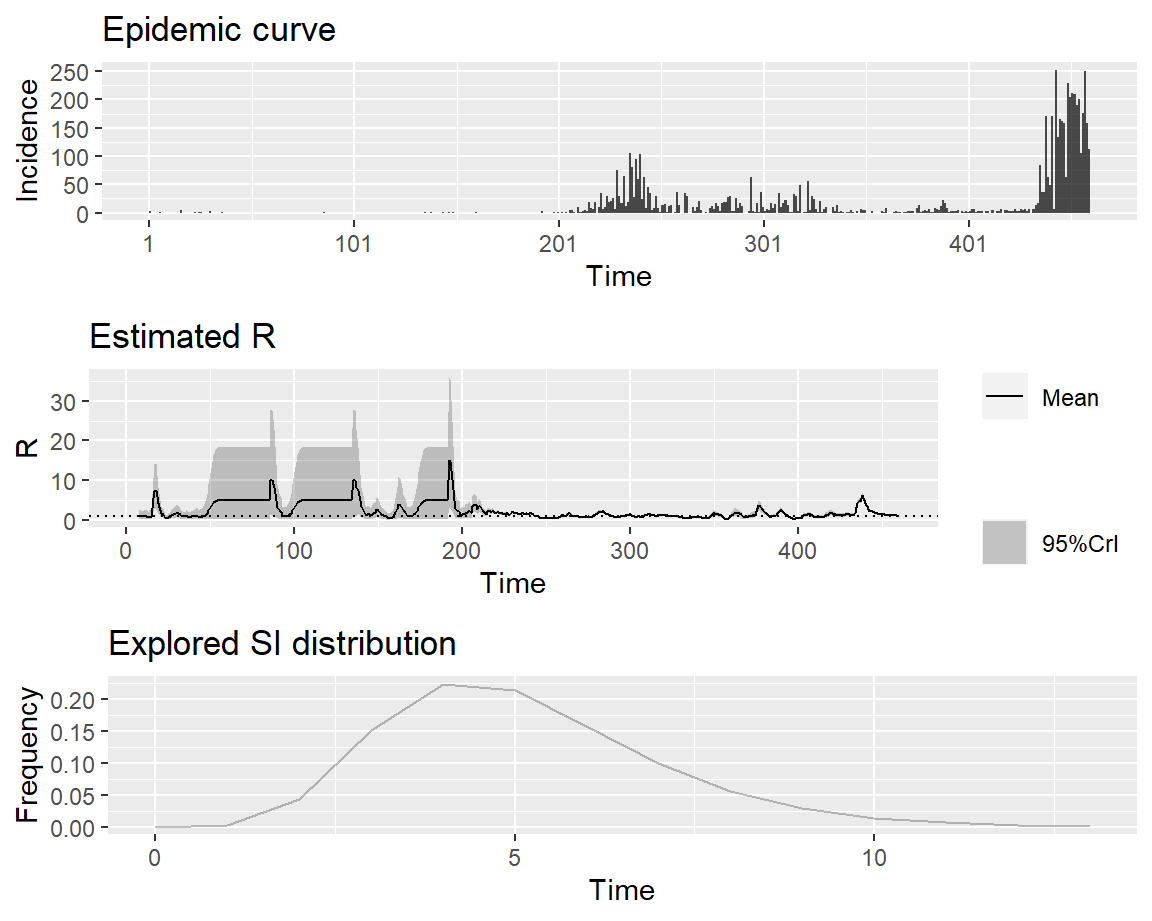 Epidemic curve
250
200
150
100
50
0
Incidence
1 101 201 301 401
Time
Estimated R
30
20
10
0
R
0 100 200 300 400
Time
Mean
95%CrI
Explored SI distribution
0.20
0.15
0.10
0.05
0.00
Frequency
0 5 10
Time